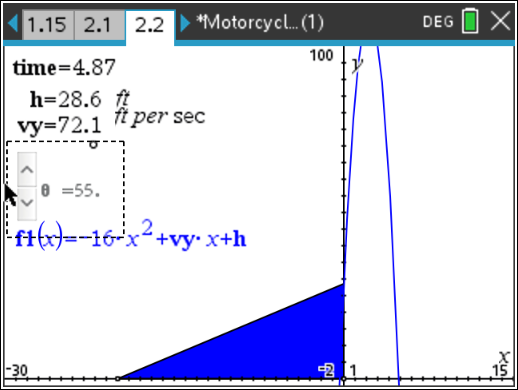 1.15 2.1 2.2 *Motorcycl...(1) DEG
100 y
time=4.87
h=28.6 ft
vy=72.1 ft per sec
θ =55.
f1(x)=-16·x²+vy·x+h
-30 -2 1 x 15